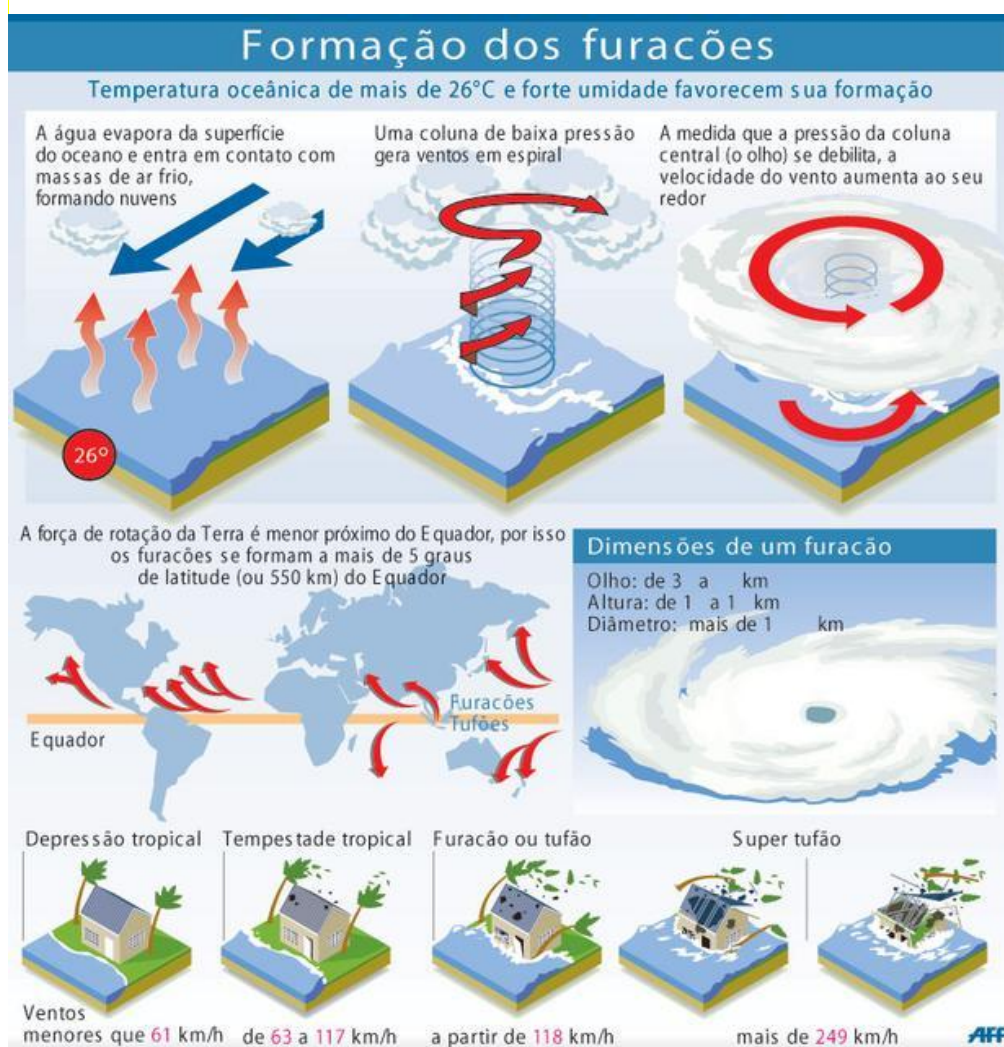 Formação dos furacões
Temperatura oceânica de mais de 26°C e forte umidade favorecem sua formação
A água evapora da superfície
do oceano e entra em contato com
massas de ar frio,
formando nuvens
Uma coluna de baixa pressão
gera ventos em espiral
A medida que a pressão da coluna
central (o olho) se debilita, a
velocidade do vento aumenta ao seu
redor
26°
A força de rotação da Terra é menor próximo do Equador, por isso
os furacões se formam a mais de 5 graus
de latitude (ou 550 km) do Equador
Furacões
Tufões
Equador
Dimensões de um furacão
Olho: de 3 a km
Altura: de 1 a 1 km
Diâmetro: mais de 1 km
Depressão tropical
Tempestade tropical
Furacão ou tufão
Super tufão
Ventos
menores que 61 km/h
de 63 a 117 km/h
a partir de 118 km/h
mais de 249 km/h